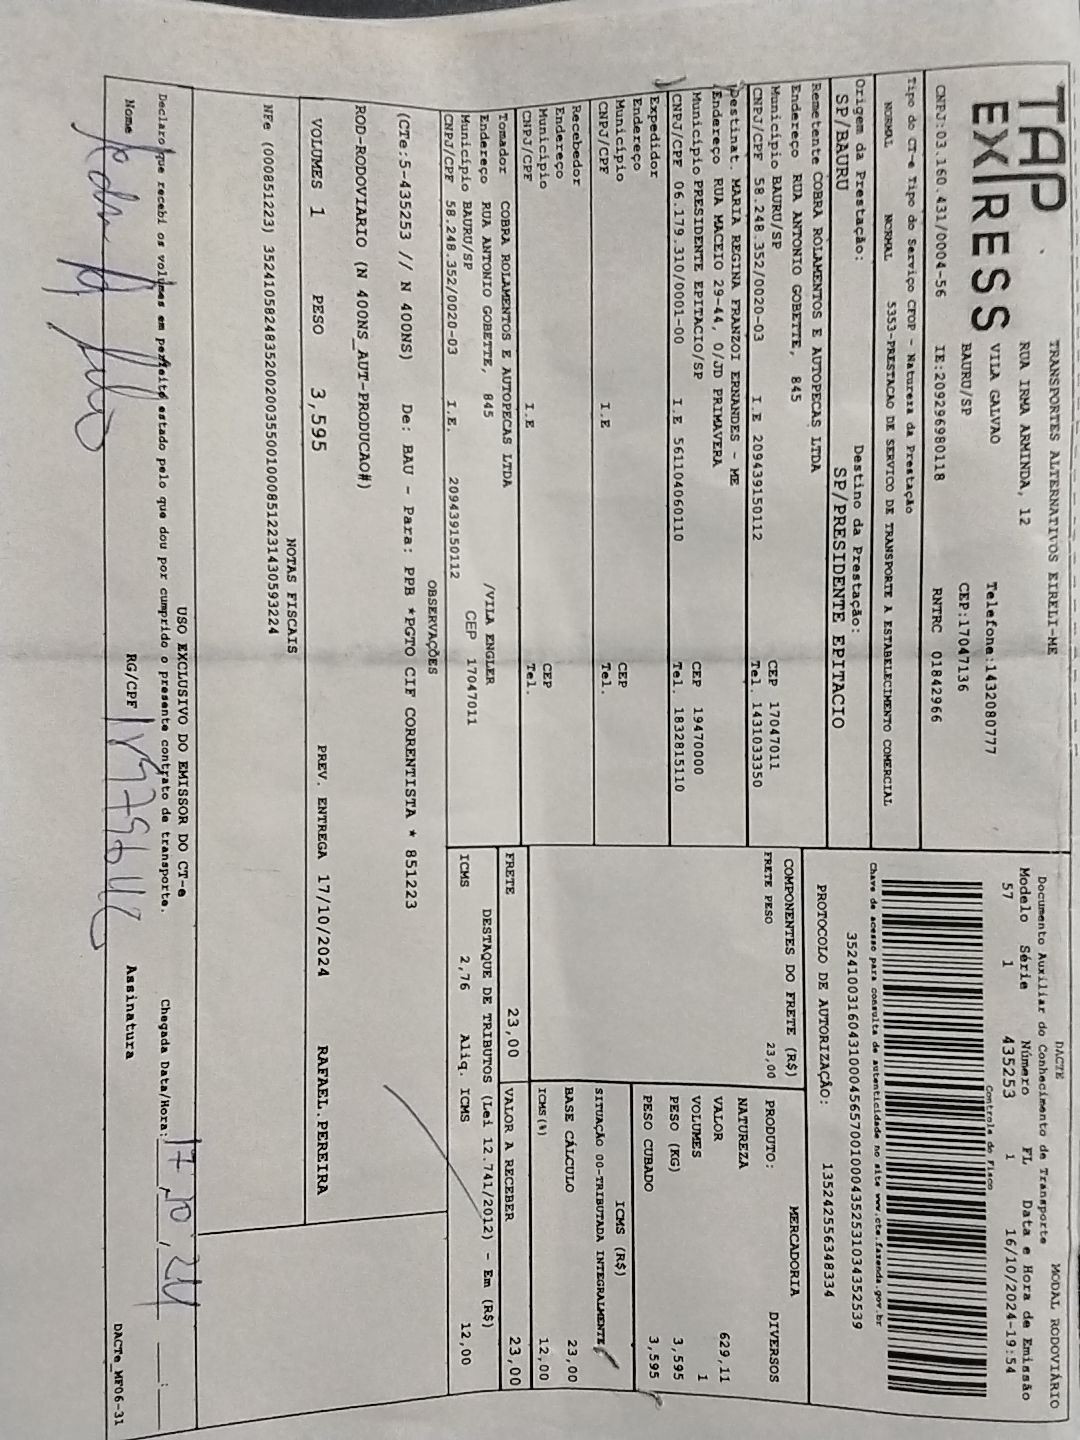 TAP EXPRESS
TRANSPORTES ALTERNATIVOS EIRELI-ME
RUA IRMA ARMINDA, 12
VILA GALVAO
BAURU/SP
Telefone:1432080777
CEP:17047136
CNPJ:03.160.431/0004-56 IE:209296980118 RNTRC 01842966
Tipo do CT-e Tipo do Serviço CFOP - Natureza da Prestação
NORMAL NORMAL 5353-PRESTACAO DE SERVICO DE TRANSPORTE A ESTABELECIMENTO COMERCIAL
Origem da Prestação: Destino da Prestação:
SP/BAURU SP/PRESIDENTE EPITACIO
Remetente COBRA ROLAMENTOS E AUTOPECAS LTDA
Endereço RUA ANTONIO GOBETTE, 845
Município BAURU/SP CEP 17047011
CNPJ/CPF 58.248.352/0020-03 I.E 209439150112 Tel. 1431033350
Destinat. MARIA REGINA FRANZOI ERNANDES - ME
Endereço RUA MACEIO 29-44, 0/JD PRIMAVERA
Município PRESIDENTE EPITACIO/SP CEP 19470000
CNPJ/CPF 06.179.310/0001-00 I.E 561104060110 Tel. 1832815110
Expedidor
Endereço
Município CEP
CNPJ/CPF I.E Tel.
Recebedor
Endereço
Município CEP
CNPJ/CPF I.E Tel.
Tomador COBRA ROLAMENTOS E AUTOPECAS LTDA
Endereço RUA ANTONIO GOBETTE, 845 /VILA ENGLER
Município BAURU/SP CEP 17047011
CNPJ/CPF 58.248.352/0020-03 I.E. 209439150112
DACTE MODAL RODOVIÁRIO
Documento Auxiliar do Conhecimento de Transporte
Modelo Série Número FL Data e Hora de Emissão
57 1 435253 1 16/10/2024-19:54
Controle do Fisco
Chave de acesso para consulta de autenticidade no site www.cte.fazenda.gov.br
35241003160431000456570010004352531034352539
PROTOCOLO DE AUTORIZAÇÃO: 135242556348334
COMPONENTES DO FRETE (R$)
FRETE PESO 23,00
FRETE 23,00
MERCADORIA
PRODUTO: DIVERSOS
NATUREZA
VALOR 629,11
VOLUMES 1
PESO (KG) 3,595
PESO CUBADO 3,595
ICMS (R$)
SITUAÇÃO 00-TRIBUTADA INTEGRALMENTE
BASE CÁLCULO 23,00
ICMS(%) 12,00
VALOR A RECEBER 23,00
DESTAQUE DE TRIBUTOS (Lei 12.741/2012) - Em (R$)
ICMS 2,76 Aliq. ICMS 12,00
OBSERVAÇÕES
(CTe:5-435253 // N 400NS) De: BAU - Para: PPB *PGTO CIF CORRENTISTA * 851223
ROD-RODOVIARIO (N 400NS_AUT-PRODUCAO#)
VOLUMES 1 PESO 3,595 PREV. ENTREGA 17/10/2024 RAFAEL.PEREIRA
NOTAS FISCAIS
NFe (000851223) 35241058248352002003550010008512231430593224
USO EXCLUSIVO DO EMISSOR DO CT-e
Declaro que recebi os volumes em perfeito estado pelo que dou por cumprido o presente contrato de transporte. Chegada Data/Hora: 17 10 / 24 :
Nome RG/CPF Assinatura
DACTe_MF06-31